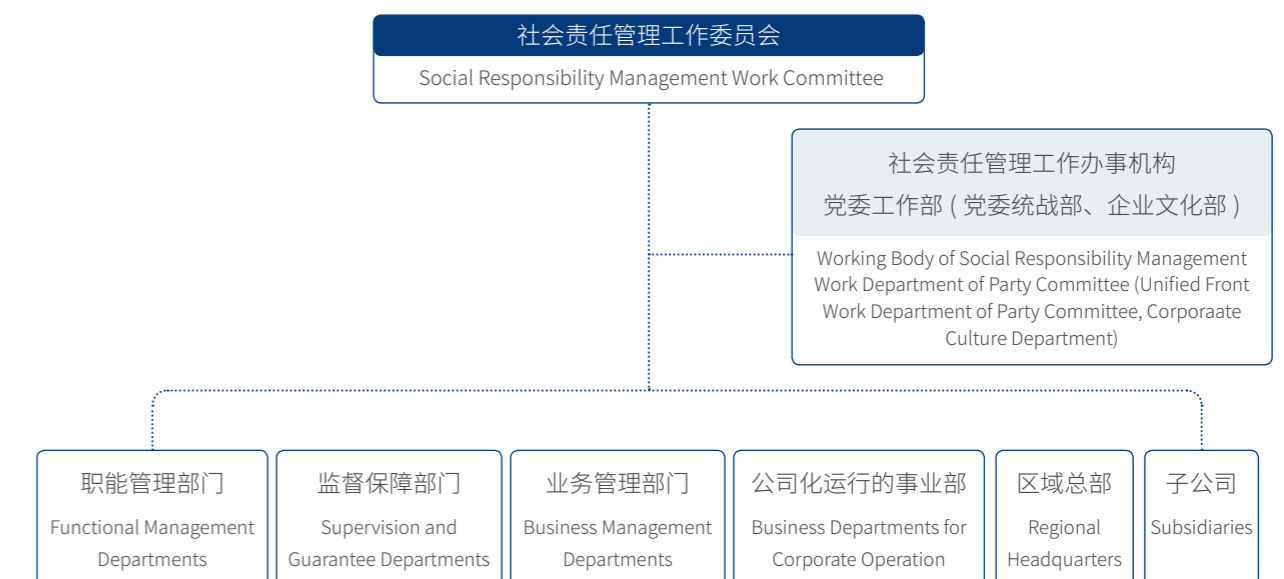 社会责任管理工作委员会
Social Responsibility Management Work Committee
社会责任管理工作办事机构
党委工作部 ( 党委统战部、企业文化部 )
Working Body of Social Responsibility Management
Work Department of Party Committee (Unified Front
Work Department of Party Committee, Corporaate
Culture Department)
职能管理部门
Functional Management
Departments
监督保障部门
Supervision and
Guarantee Departments
业务管理部门
Business Management
Departments
公司化运行的事业部
Business Departments for
Corporate Operation
区域总部
Regional
Headquarters
子公司
Subsidiaries